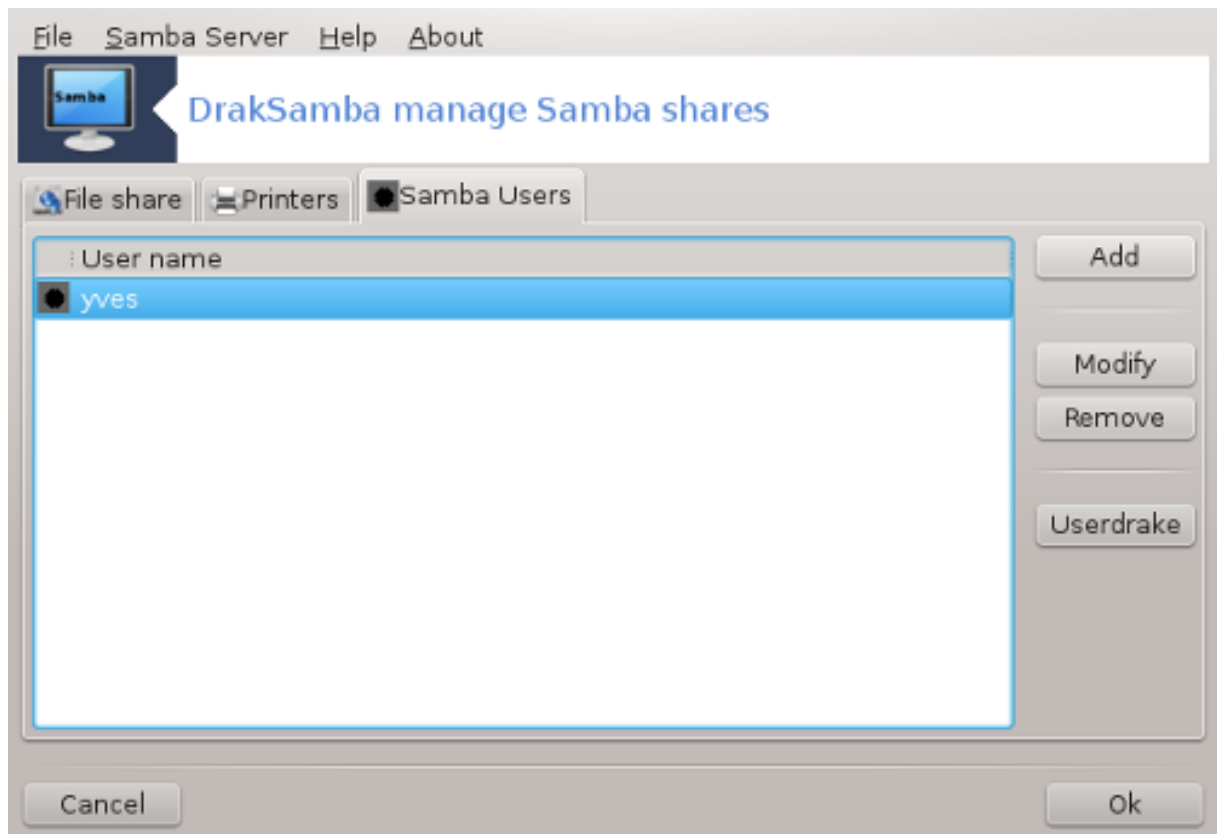 File Samba Server Help About
Samba
DrakSamba manage Samba shares
File share Printers Samba Users
User name
yves
Add
Modify
Remove
Userdrake
Cancel Ok